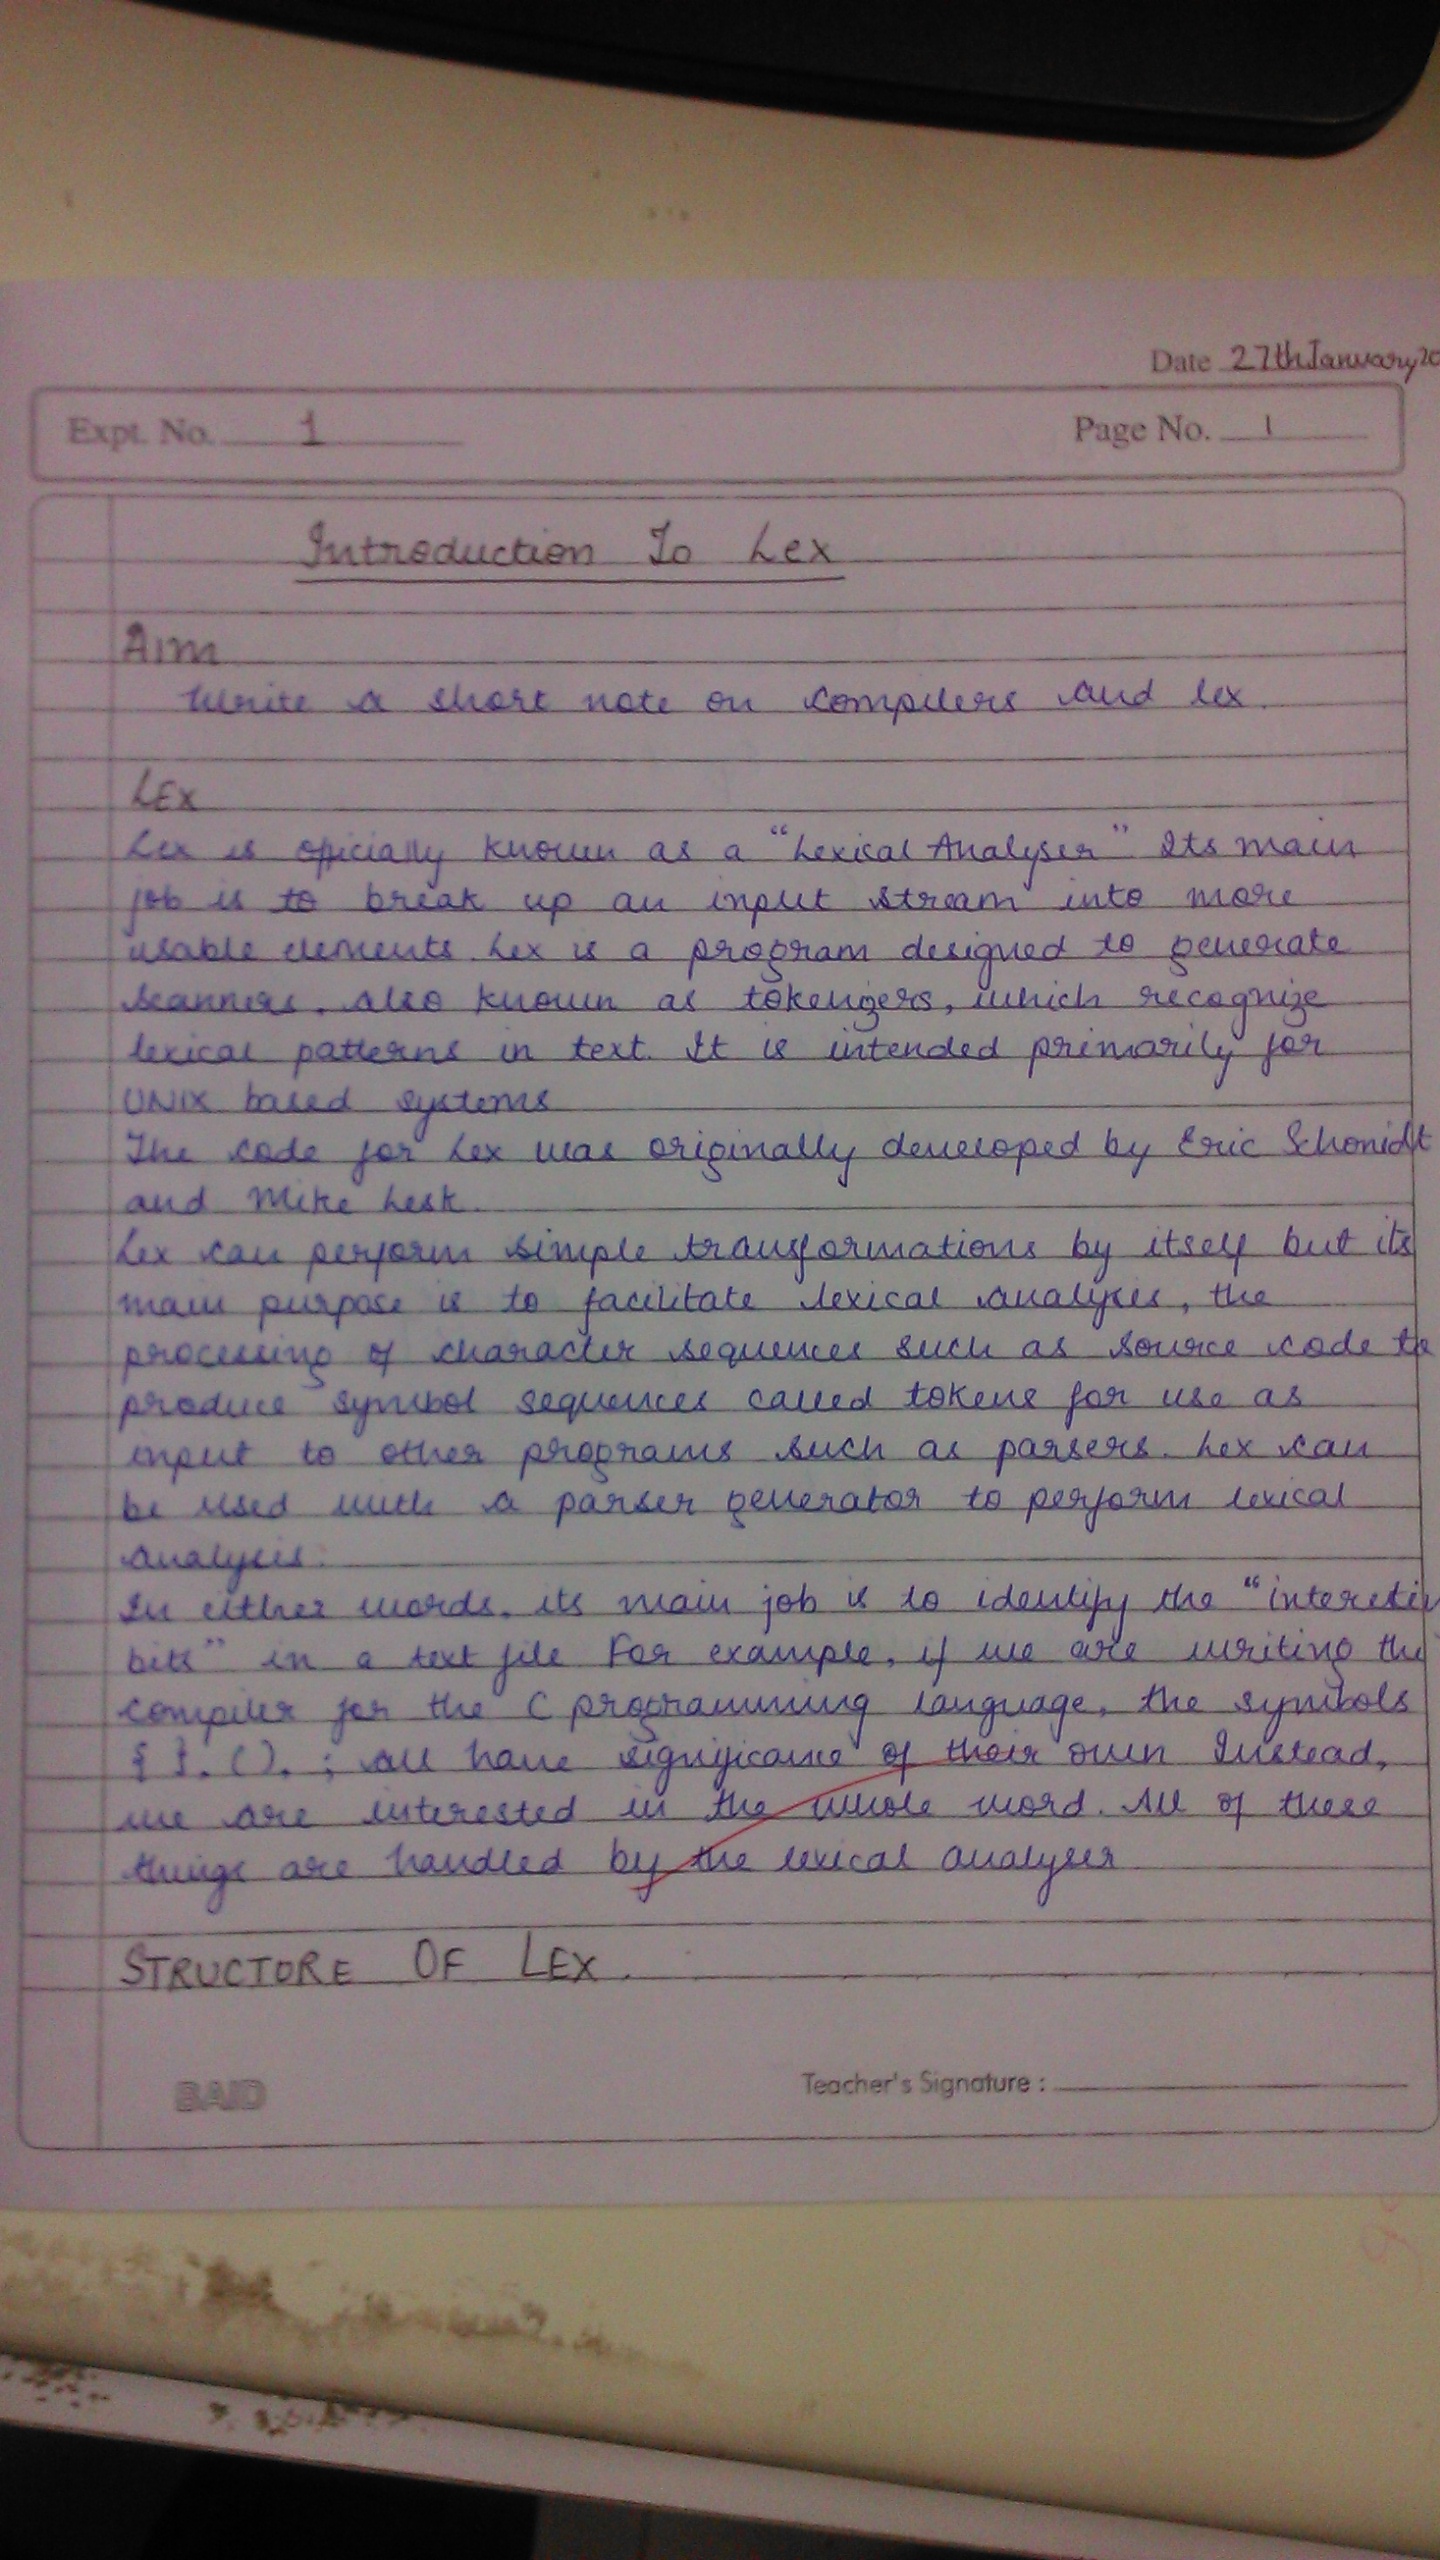 Date 27th January 20
Expt. No. 1
Page No. 1
Introduction To Lex
Aim
Write a short note on compilers and lex.
LEX
Lex is officially known as a "Lexical Analyser" Its main
job is to break up an input stream into more
usable elements. Lex is a program designed to generate
scanners, also known as tokenizers, which recognize
lexical patterns in text. It is intended primarily for
UNIX based systems
The code for Lex was originally developed by Eric Schmidt
and Mike Lesk.
Lex can perform simple transformations by itself but its
main purpose is to facilitate lexical analysis, the
processing of character sequences such as source code to
produce symbol sequences called tokens for use as
input to other programs such as parsers. Lex can
be used with a parser generator to perform lexical
analysis.
In either words, its main job is to identify the "interestin
bits" in a text file For example, if we are writing the
compiler for the C programming language, the symbols
{ }, ( ), ; all have significance of their own Instead,
we are interested in the whole word. All of these
things are handled by the lexical analyser
STRUCTORE OF LEX.
BAID
Teacher's Signature :